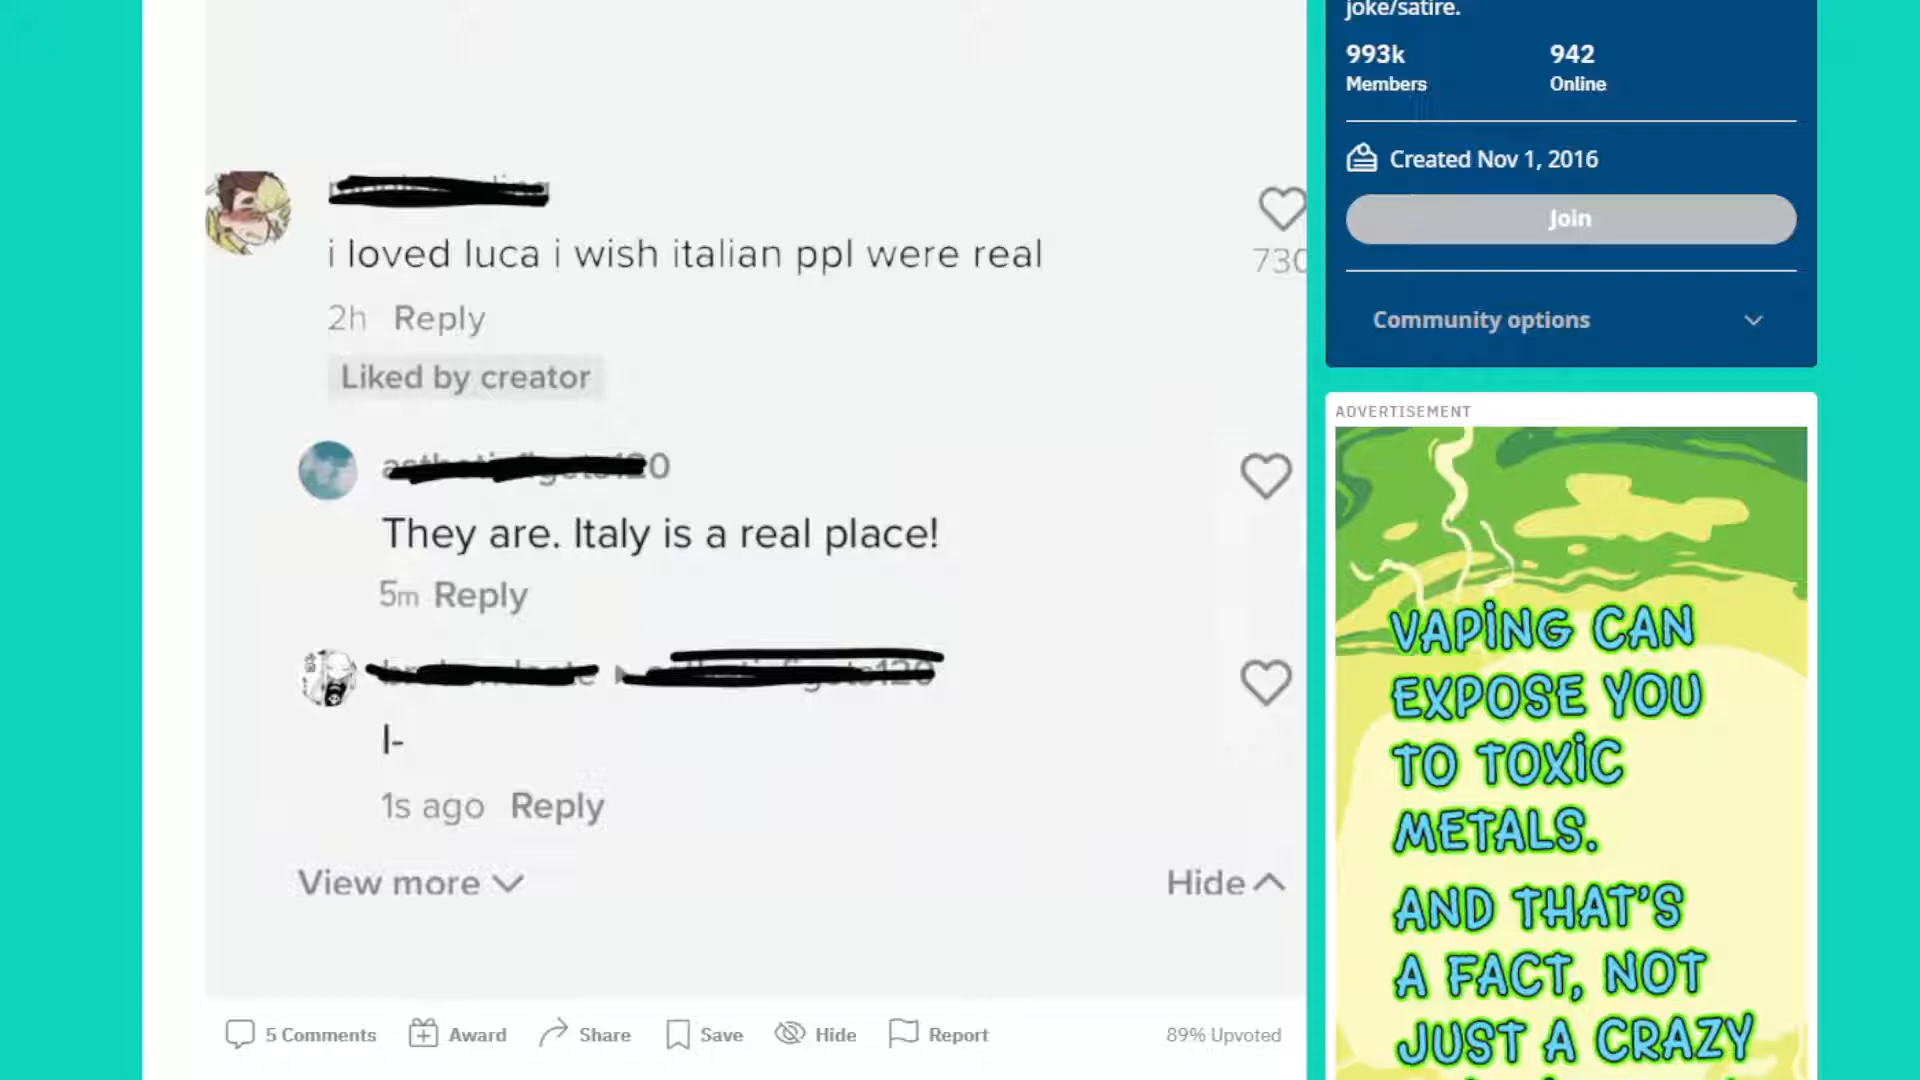 i loved luca i wish italian ppl were real
730
2h Reply
Liked by creator
They are. Italy is a real place!
5m Reply
I-
1s ago Reply
View more
Hide
5 Comments Award Share Save Hide Report 89% Upvoted
joke/satire.
993k 942
Members Online
Created Nov 1, 2016
Join
Community options
ADVERTISEMENT
VAPING CAN
EXPOSE YOU
TO TOXIC
METALS.
AND THAT'S
A FACT, NOT
JUST A CRAZY